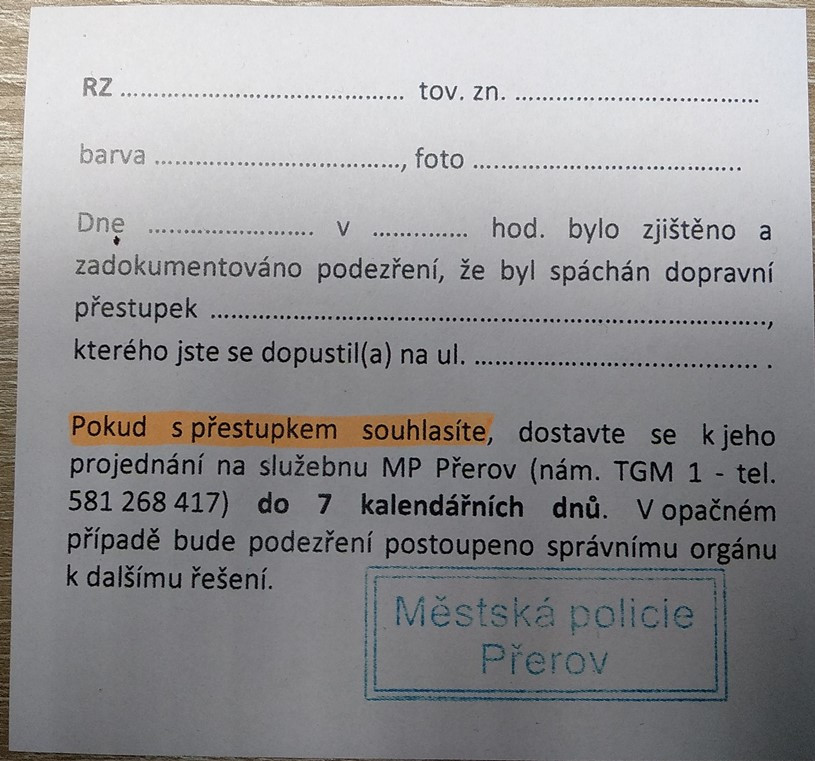 RZ ........................................ tov. zn. ..................................
barva ..................................., foto ......................................
Dne ........................ v .............. hod. bylo zjištěno a
zadokumentováno podezření, že byl spáchán dopravní
přestupek ..............................................................................,
kterého jste se dopustil(a) na ul. ........................................ .
Pokud s přestupkem souhlasíte, dostavte se k jeho
projednání na služebnu MP Přerov (nám. TGM 1 - tel.
581 268 417) do 7 kalendářních dnů. V opačném
případě bude podezření postoupeno správnímu orgánu
k dalšímu řešení.
Městská policie
Přerov